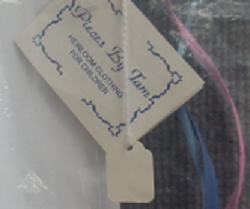 Pieces By Tam
HEIRLOOM CLOTHING
FOR CHILDREN